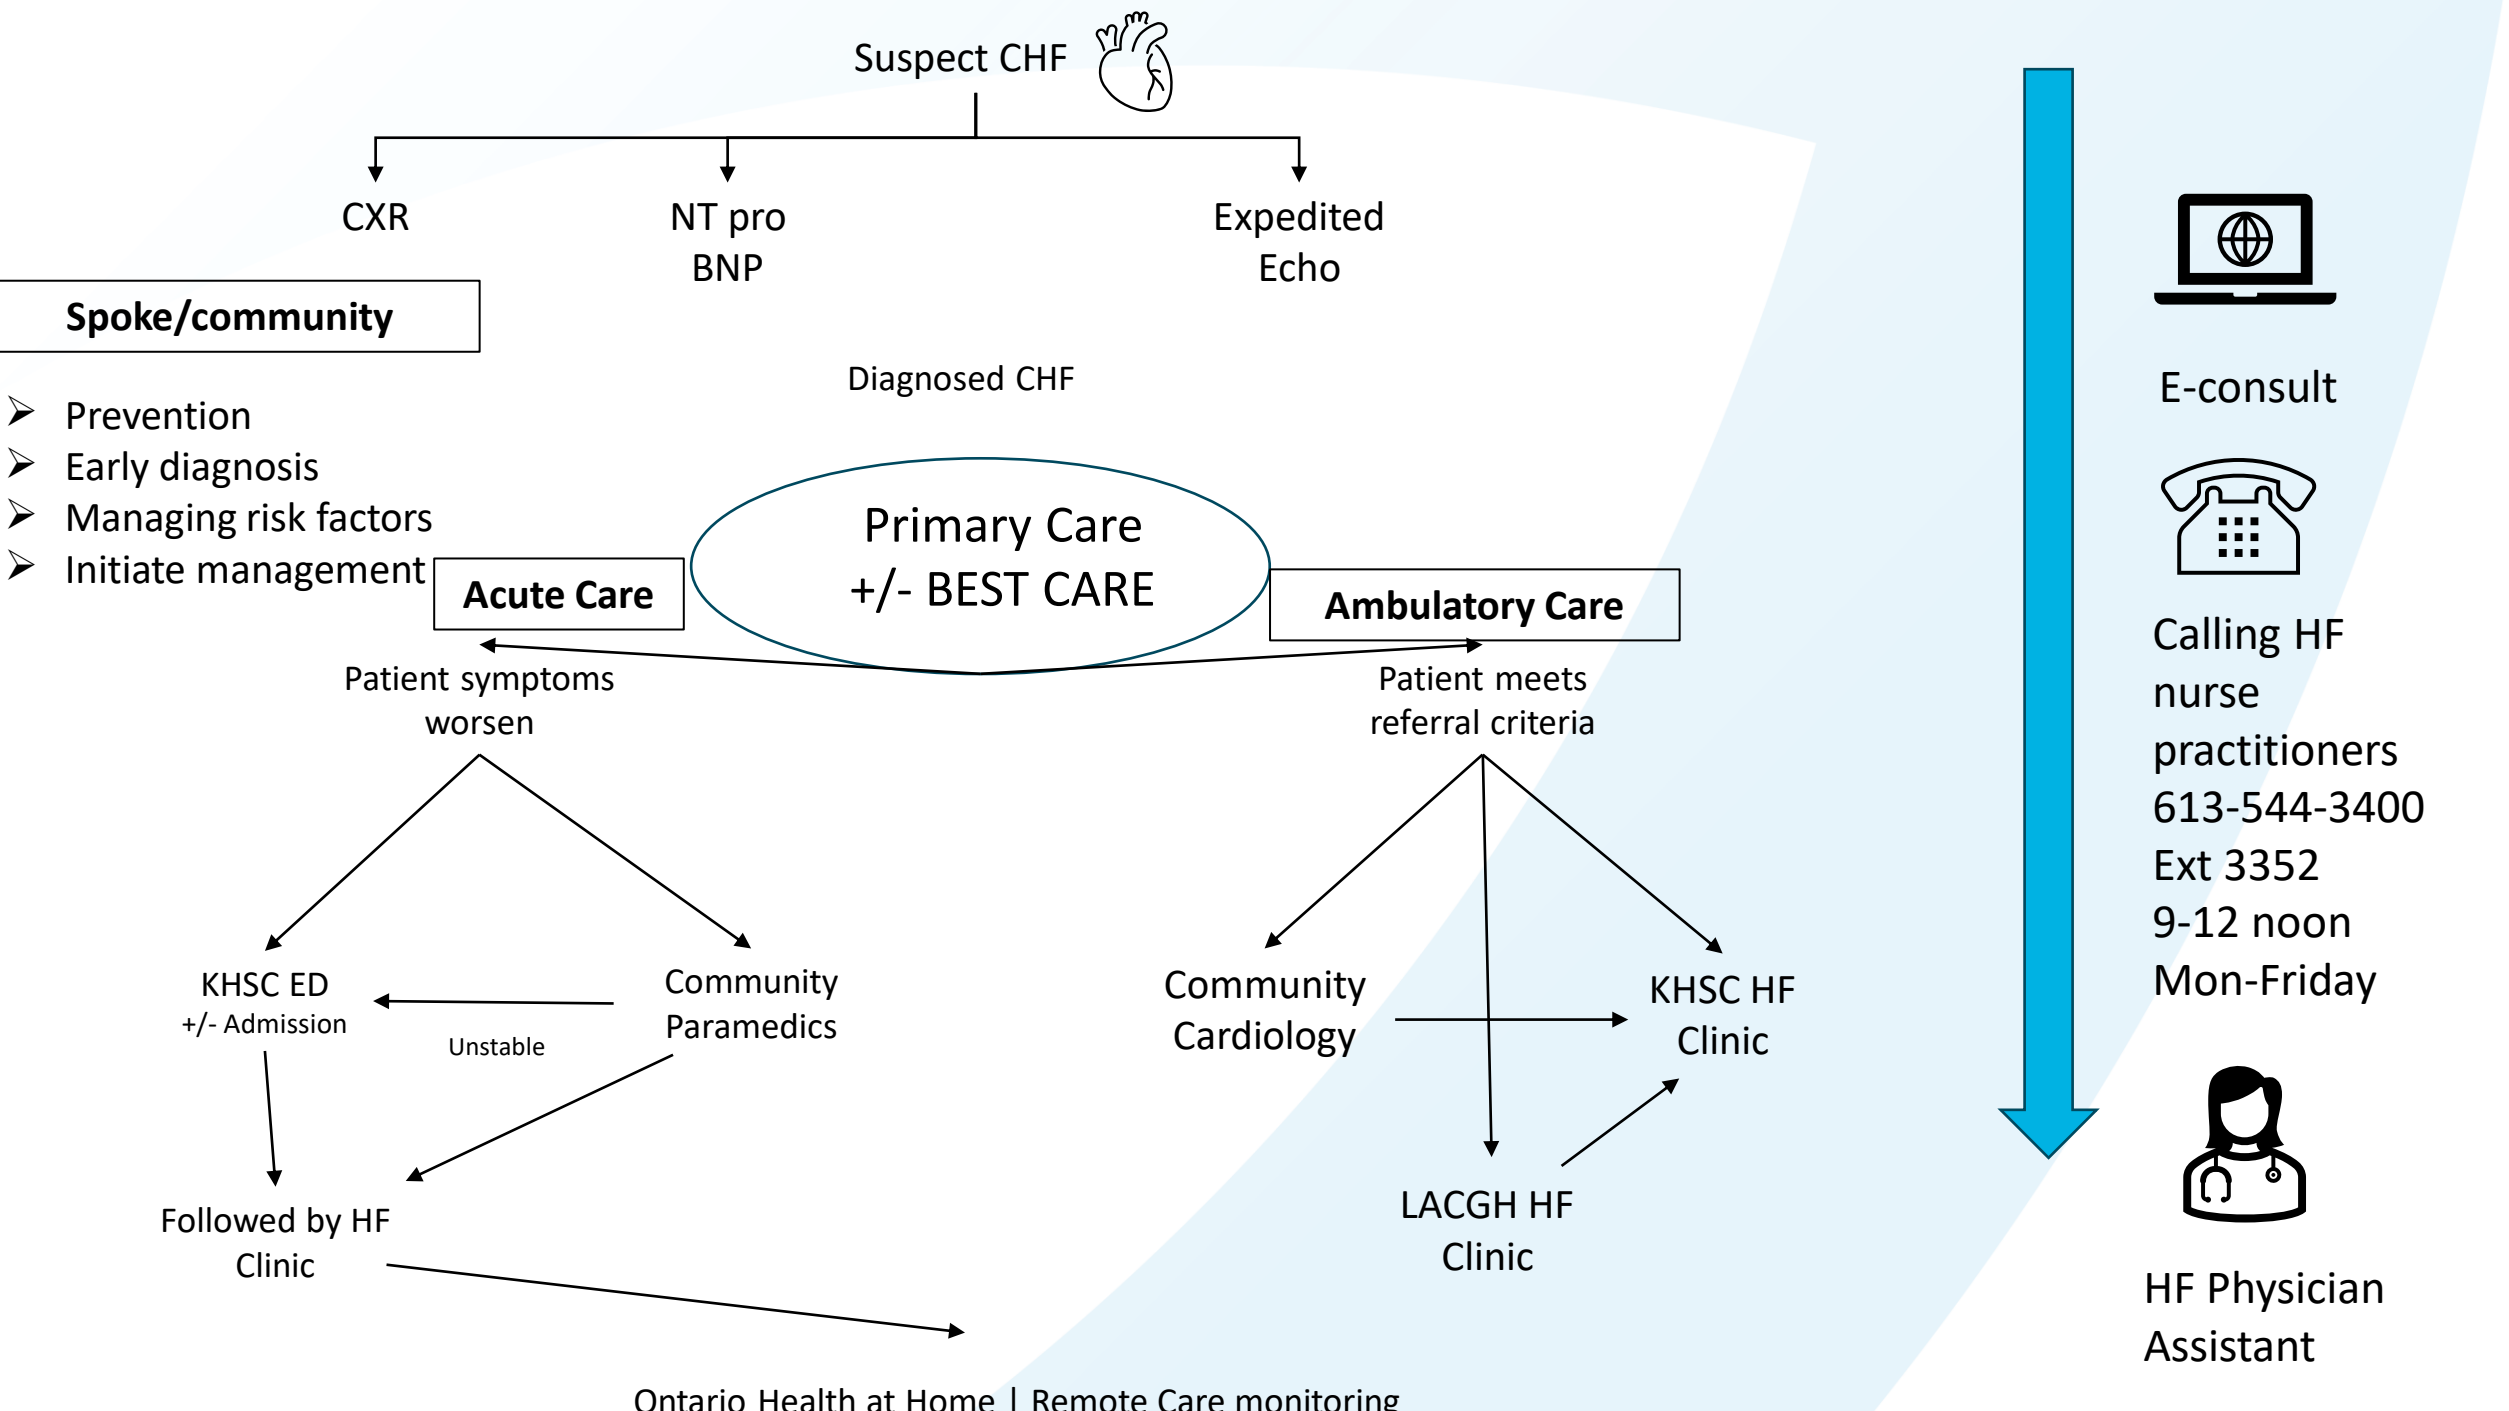 Suspect CHF
CXR
NT pro
BNP
Expedited
Echo
Spoke/community
Prevention
Early diagnosis
Managing risk factors
Initiate management
Diagnosed CHF
Primary Care
+/- BEST CARE
Acute Care
Patient symptoms
worsen
KHSC ED
+/- Admission
Unstable
Community
Paramedics
Followed by HF
Clinic
Ambulatory Care
Patient meets
referral criteria
Community
Cardiology
KHSC HF
Clinic
LACGH HF
Clinic
Ontario Health at Home | Remote Care monitoring
E-consult
Calling HF
nurse
practitioners
613-544-3400
Ext 3352
9-12 noon
Mon-Friday
HF Physician
Assistant